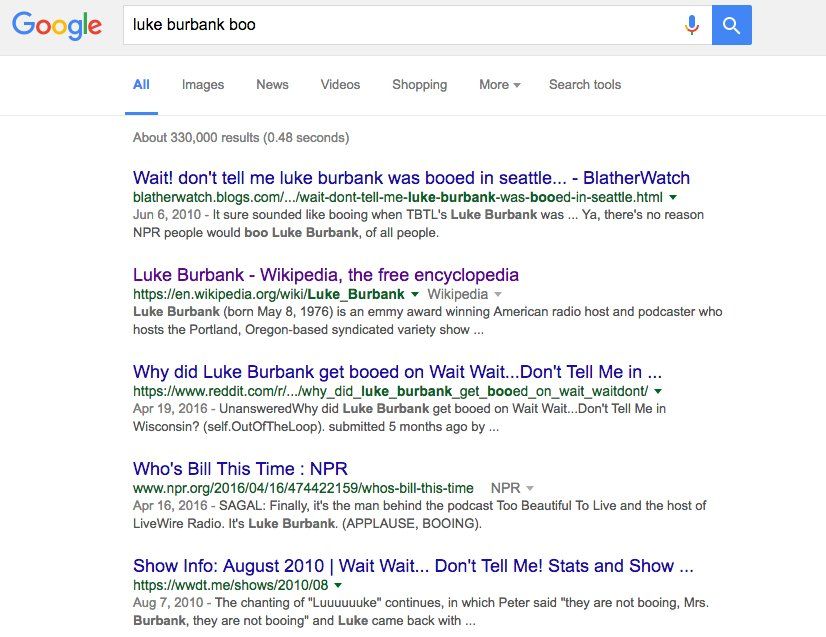 Google
luke burbank boo
All Images News Videos Shopping More Search tools
About 330,000 results (0.48 seconds)
Wait! don't tell me luke burbank was booed in seattle... - BlatherWatch
blatherwatch.blogs.com/.../wait-dont-tell-me-luke-burbank-was-booed-in-seattle.html
Jun 6, 2010 - It sure sounded like booing when TBTL's Luke Burbank was ... Ya, there's no reason
NPR people would boo Luke Burbank, of all people.
Luke Burbank - Wikipedia, the free encyclopedia
https://en.wikipedia.org/wiki/Luke_Burbank Wikipedia
Luke Burbank (born May 8, 1976) is an emmy award winning American radio host and podcaster who
hosts the Portland, Oregon-based syndicated variety show ...
Why did Luke Burbank get booed on Wait Wait...Don't Tell Me in ...
https://www.reddit.com/r/.../why_did_luke_burbank_get_booed_on_wait_waitdont/
Apr 19, 2016 - UnansweredWhy did Luke Burbank get booed on Wait Wait...Don't Tell Me in
Wisconsin? (self.OutOfTheLoop). submitted 5 months ago by ...
Who's Bill This Time : NPR
www.npr.org/2016/04/16/474422159/whos-bill-this-time NPR
Apr 16, 2016 - SAGAL: Finally, it's the man behind the podcast Too Beautiful To Live and the host of
LiveWire Radio. It's Luke Burbank. (APPLAUSE, BOOING).
Show Info: August 2010 | Wait Wait... Don't Tell Me! Stats and Show ...
https://wwdt.me/shows/2010/08
Aug 7, 2010 - The chanting of "Luuuuuuke" continues, in which Peter said "they are not booing, Mrs.
Burbank, they are not booing" and Luke came back with ...